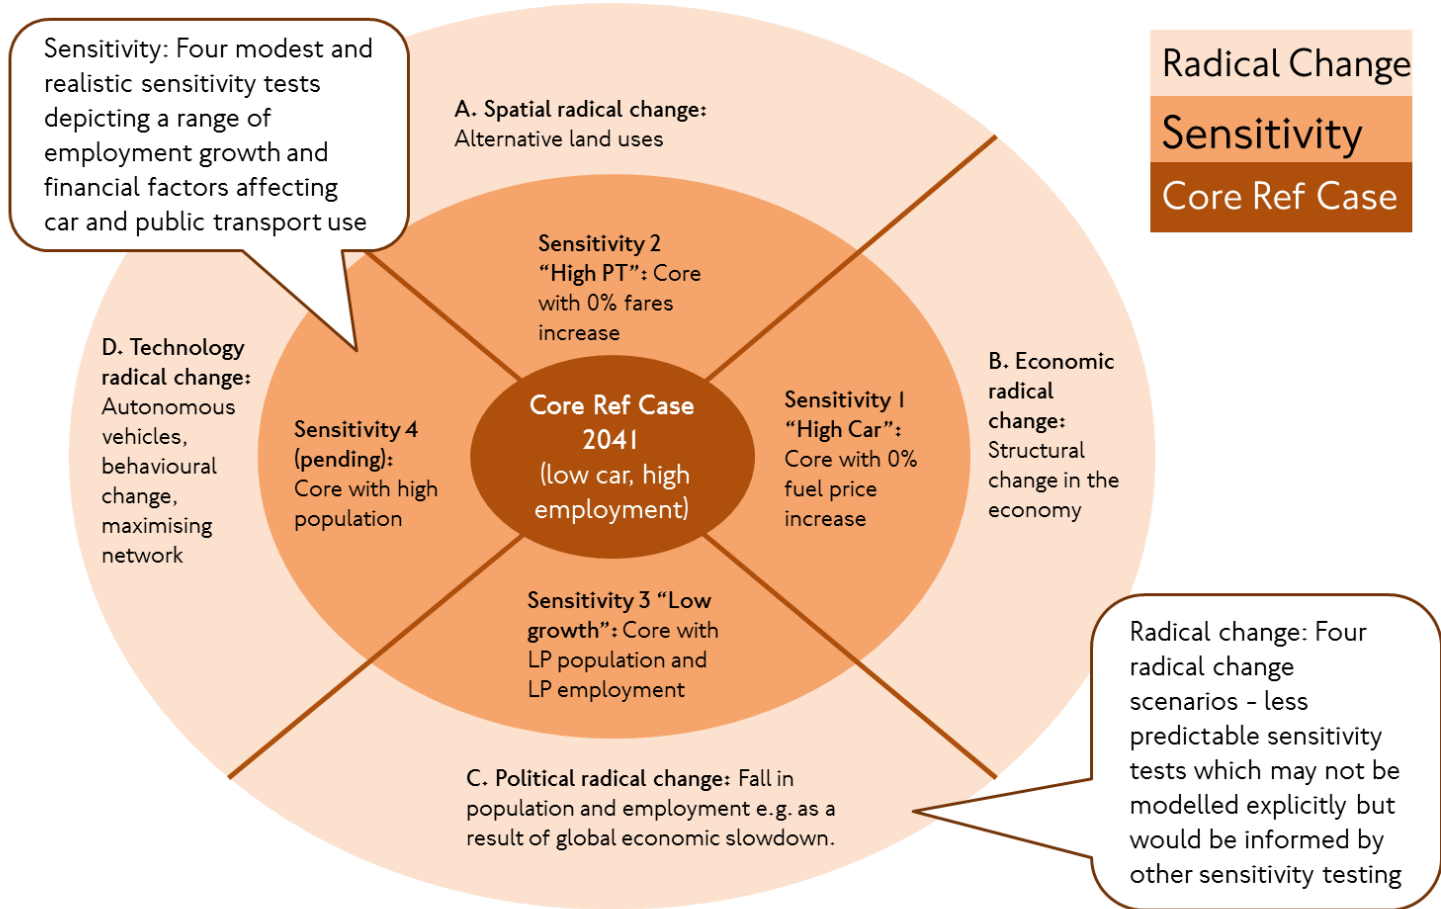 Sensitivity: Four modest and
realistic sensitivity tests
depicting a range of
employment growth and
financial factors affecting
car and public transport use
A. Spatial radical change:
Alternative land uses
Radical Change
Sensitivity
Core Ref Case
Sensitivity 2
“High PT”: Core
with 0% fares
increase
D. Technology
radical change:
Autonomous
vehicles,
behavioural
change,
maximising
network
Sensitivity 4
(pending):
Core with high
population
Core Ref Case
2041
(low car, high
employment)
Sensitivity 1
“High Car”:
Core with 0%
fuel price
increase
B. Economic
radical
change:
Structural
change in the
economy
Sensitivity 3 “Low
growth”: Core with
LP population and
LP employment
C. Political radical change: Fall in
population and employment e.g. as a
result of global economic slowdown.
Radical change: Four
radical change
scenarios - less
predictable sensitivity
tests which may not be
modelled explicitly but
would be informed by
other sensitivity testing